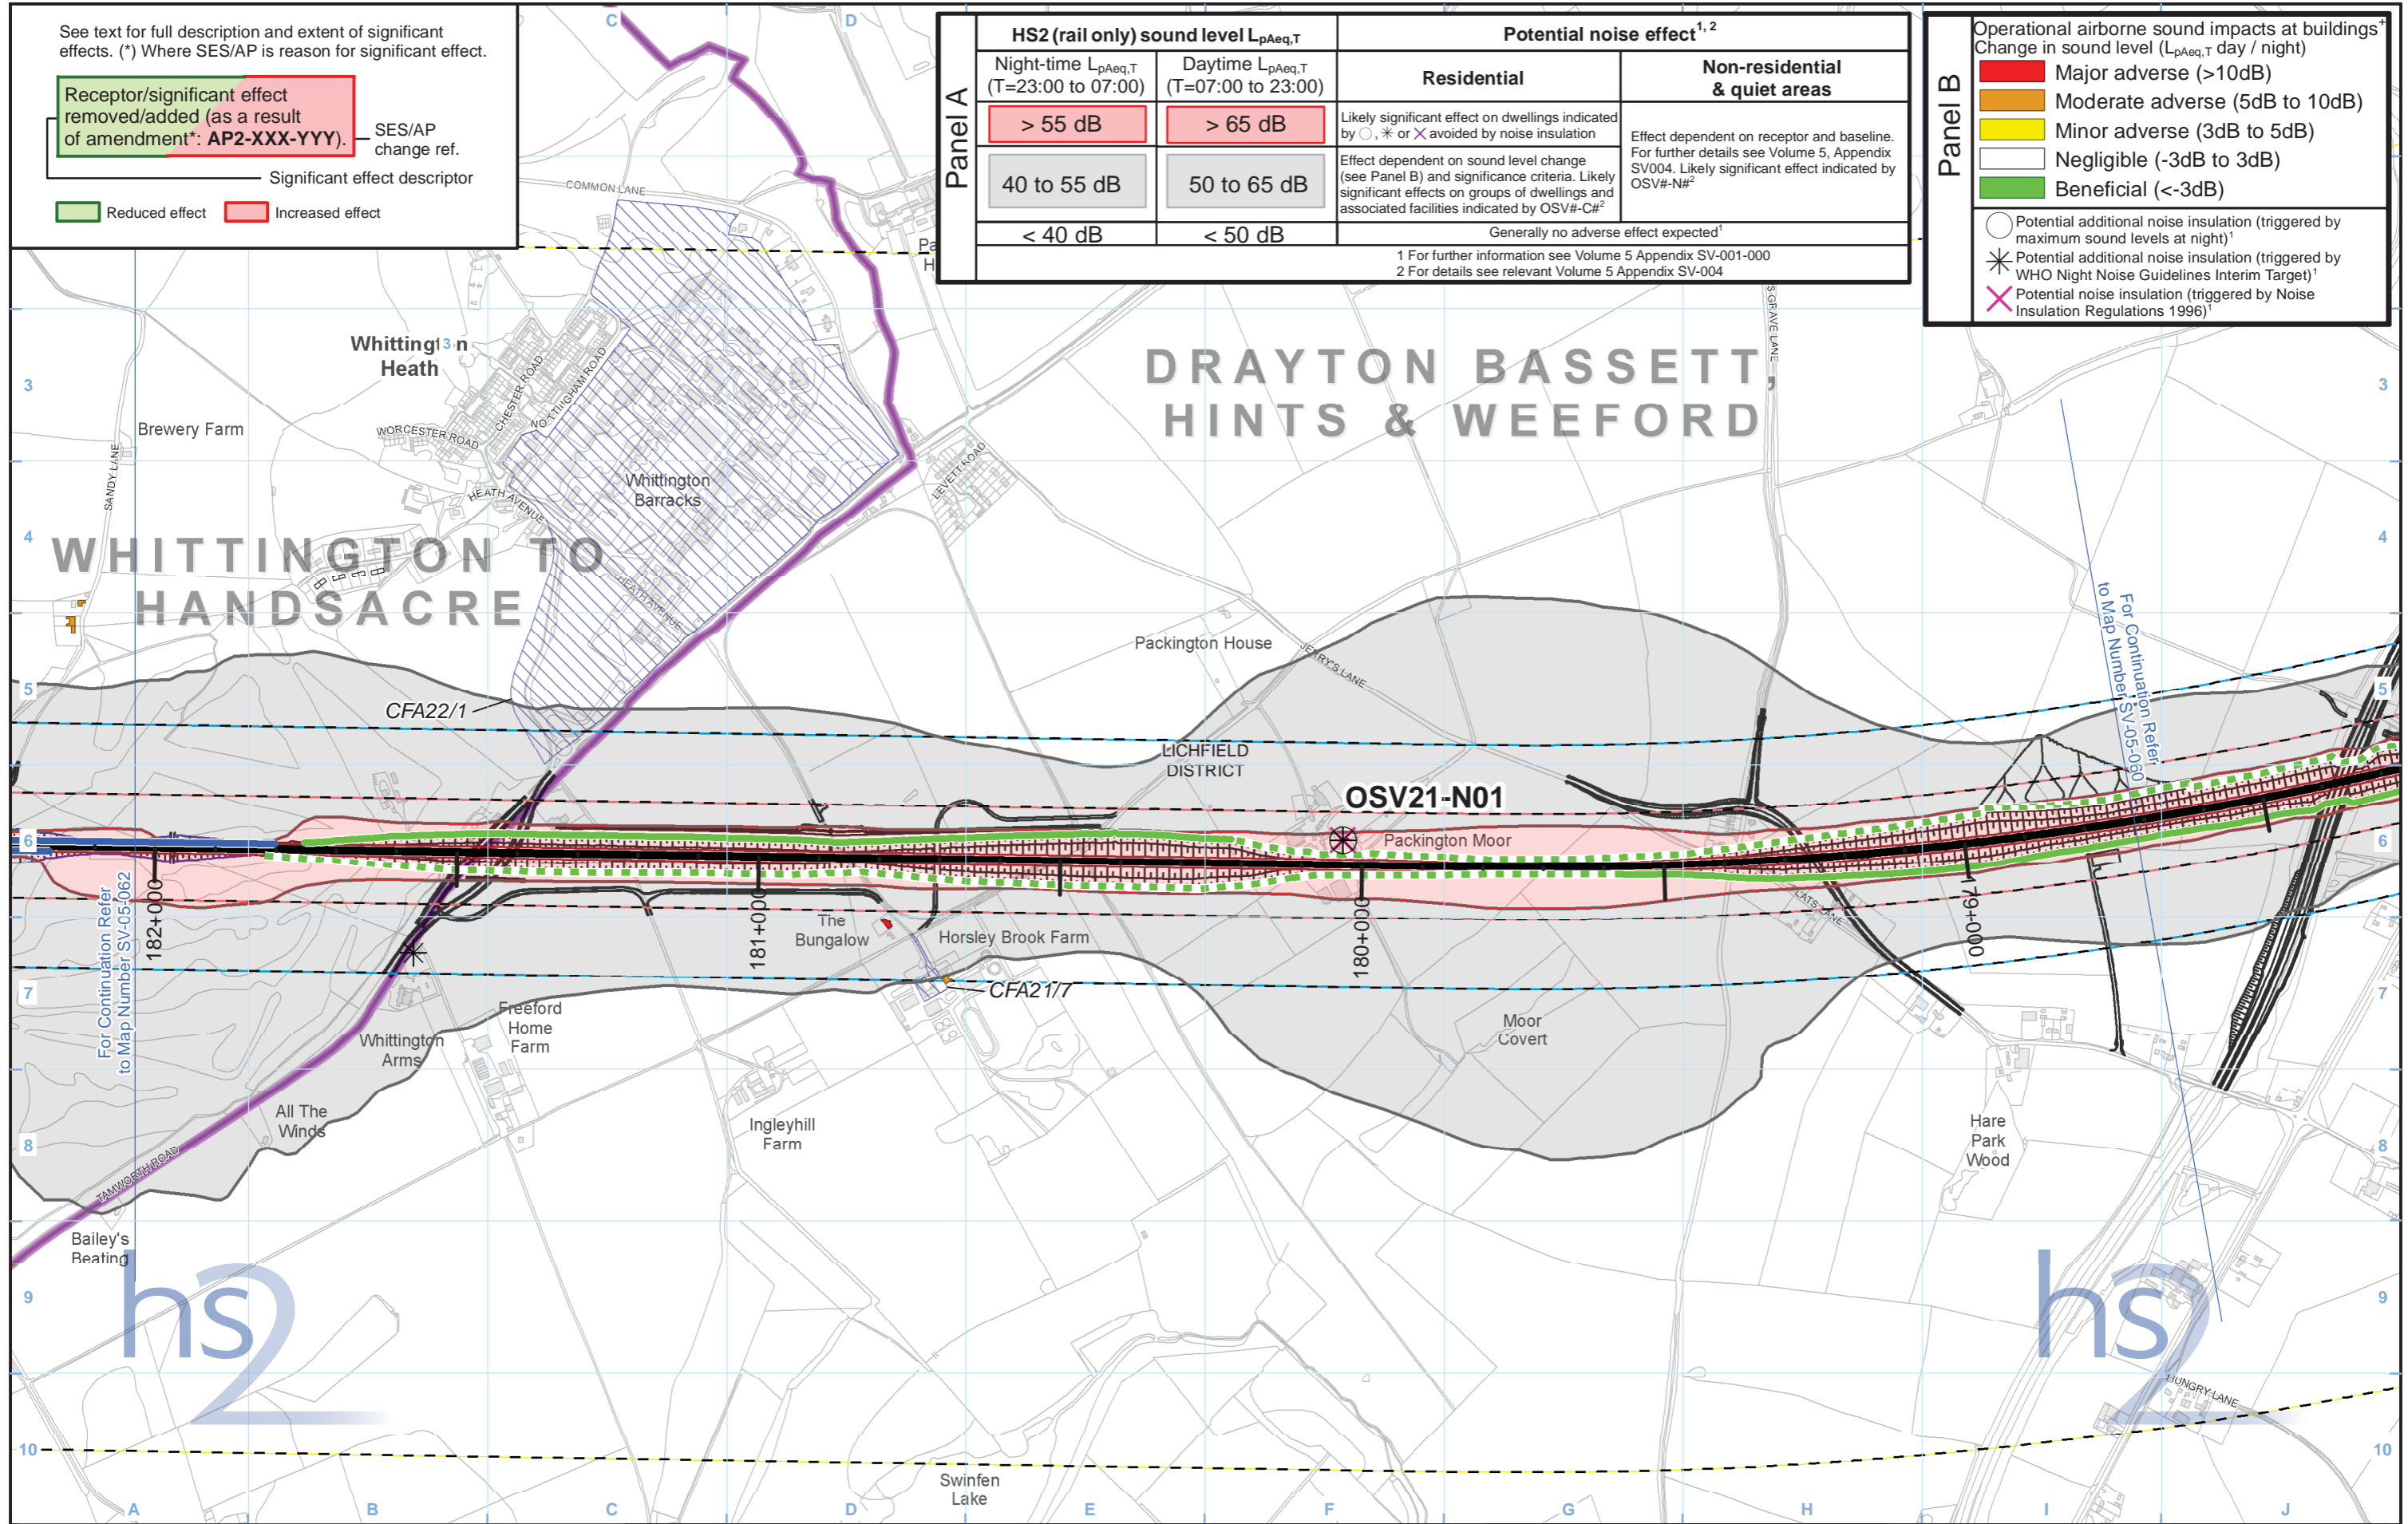 See text for full description and extent of significant
effects. (*) Where SES/AP is reason for significant effect.
Receptor/significant effect
removed/added (as a result
of amendment*: AP2-XXX-YYY).
SES/AP
change ref.
Significant effect descriptor
Reduced effect
Increased effect
Panel A
HS2 (rail only) sound level LpAeq,T
Potential noise effect1, 2
Night-time LpAeq,T
(T=23:00 to 07:00)
Daytime LpAeq,T
(T=07:00 to 23:00)
Residential
Non-residential
& quiet areas
> 55 dB
> 65 dB
Likely significant effect on dwellings indicated
by ○, ✳ or ✕ avoided by noise insulation
40 to 55 dB
50 to 65 dB
Effect dependent on sound level change
(see Panel B) and significance criteria. Likely
significant effects on groups of dwellings and
associated facilities indicated by OSV#-C#2
Effect dependent on receptor and baseline.
For further details see Volume 5, Appendix
SV004. Likely significant effect indicated by
OSV#-N#2
< 40 dB
< 50 dB
Generally no adverse effect expected1
1 For further information see Volume 5 Appendix SV-001-000
2 For details see relevant Volume 5 Appendix SV-004
Panel B
Operational airborne sound impacts at buildings+
Change in sound level (LpAeq,T day / night)
Major adverse (>10dB)
Moderate adverse (5dB to 10dB)
Minor adverse (3dB to 5dB)
Negligible (-3dB to 3dB)
Beneficial (<-3dB)
Potential additional noise insulation (triggered by
maximum sound levels at night)1
Potential additional noise insulation (triggered by
WHO Night Noise Guidelines Interim Target)1
Potential noise insulation (triggered by Noise
Insulation Regulations 1996)1
C
D
COMMON LANE
Whittington
Heath
3
3
3
CHESTER ROAD
NOTTINGHAM ROAD
WORCESTER ROAD
Brewery Farm
SANDY LANE
HEATH AVENUE
Whittington
Barracks
LEVETT ROAD
DRAYTON BASSETT,
HINTS & WEEFORD
4
4
WHITTINGTON TO
HANDSACRE
HEATH AVENUE
Packington House
JERRY'S LANE
For Continuation Refer
to Map Number SV-05-060
5
5
CFA22/1
LICHFIELD
DISTRICT
OSV21-N01
Packington Moor
6
6
FLATS LANE
For Continuation Refer
to Map Number SV-05-062
182+000
181+000
180+000
179+000
The
Bungalow
Horsley Brook Farm
CFA21/7
7
7
Whittington
Arms
Freeford
Home
Farm
Moor
Covert
All The
Winds
Ingleyhill
Farm
Hare
Park
Wood
8
8
TAMWORTH ROAD
Bailey's
Beating
hs2
hs2
9
9
HUNGRY LANE
10
10
Swinfen
Lake
A
B
C
D
E
F
G
H
I
J